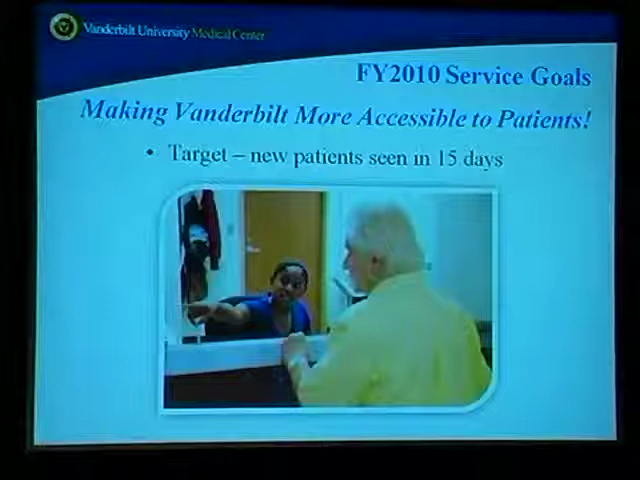 Vanderbilt University Medical Center
FY2010 Service Goals
Making Vanderbilt More Accessible to Patients!
• Target – new patients seen in 15 days